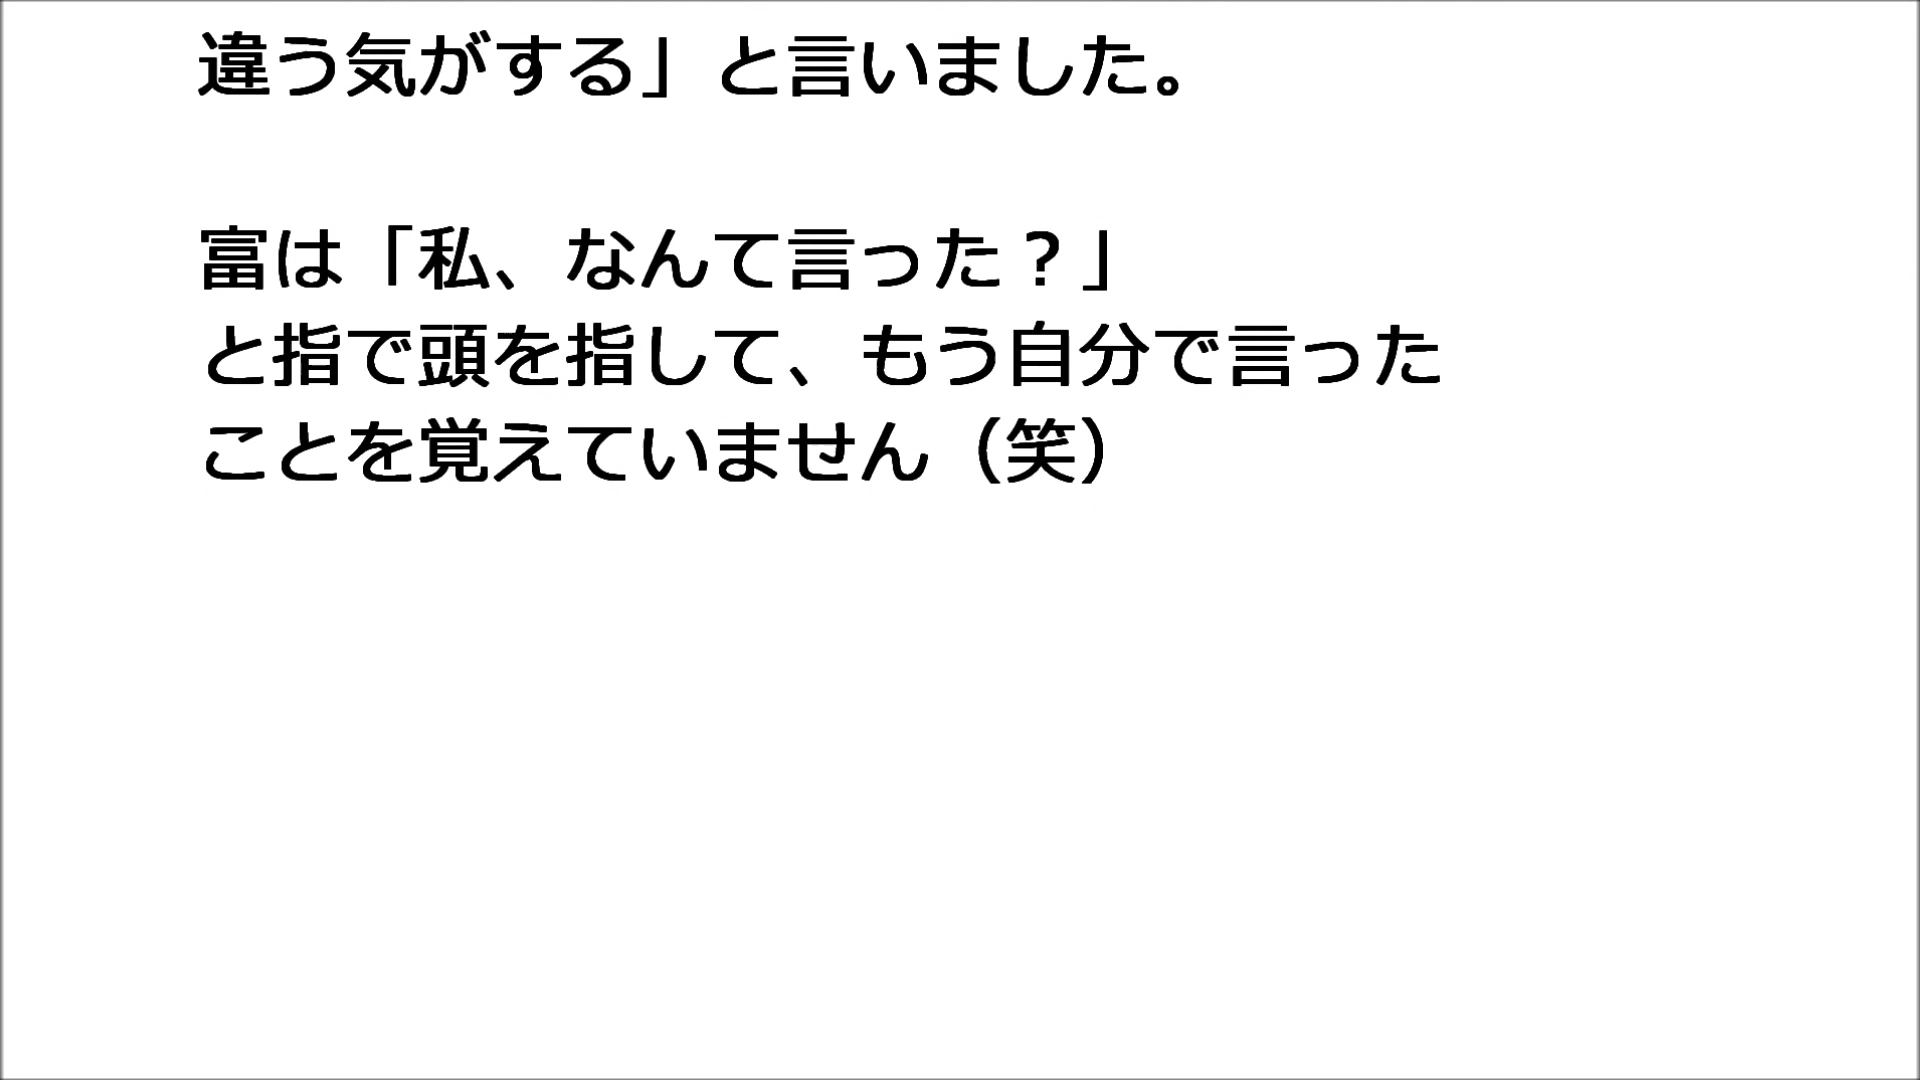 違う気がする」と言いました。
富は「私、なんて言った？」
と指で頭を指して、もう自分で言った
ことを覚えていません（笑）